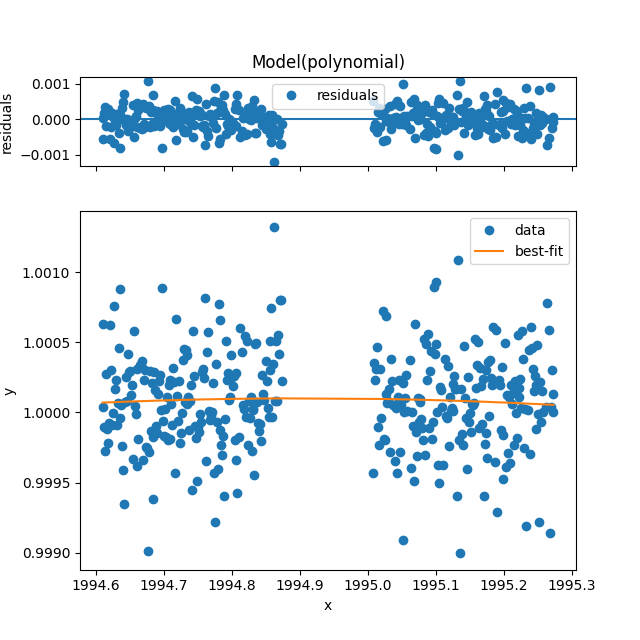 Model(polynomial)
0.001
0.000
−0.001
residuals
residuals
data
best-fit
1.0010
1.0005
1.0000
0.9995
0.9990
y
1994.6 1994.7 1994.8 1994.9 1995.0 1995.1 1995.2 1995.3
x